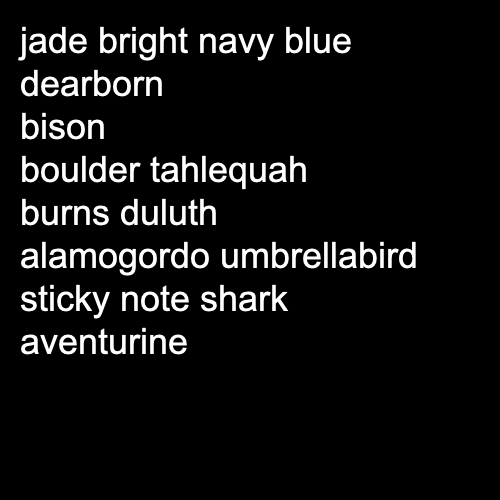 jade bright navy blue
dearborn
bison
boulder tahlequah
burns duluth
alamogordo umbrellabird
sticky note shark
aventurine